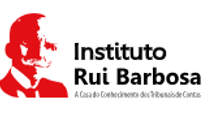 Instituto
Rui Barbosa
A Casa do Conhecimento dos Tribunais de Contas